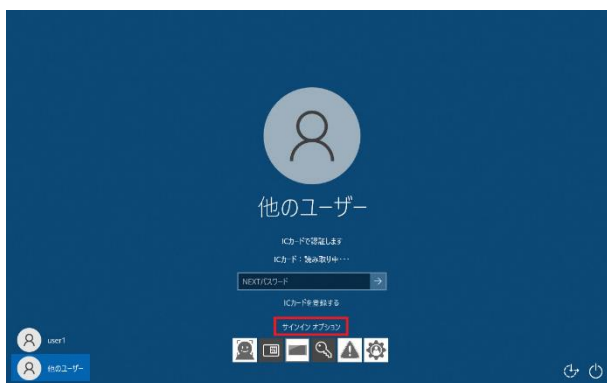 他のユーザー
ICカードで認証します
ICカード:読み取り中・・・
NEXTパスワード
ICカードを登録する
サインイン オプション
user1
他のユーザー